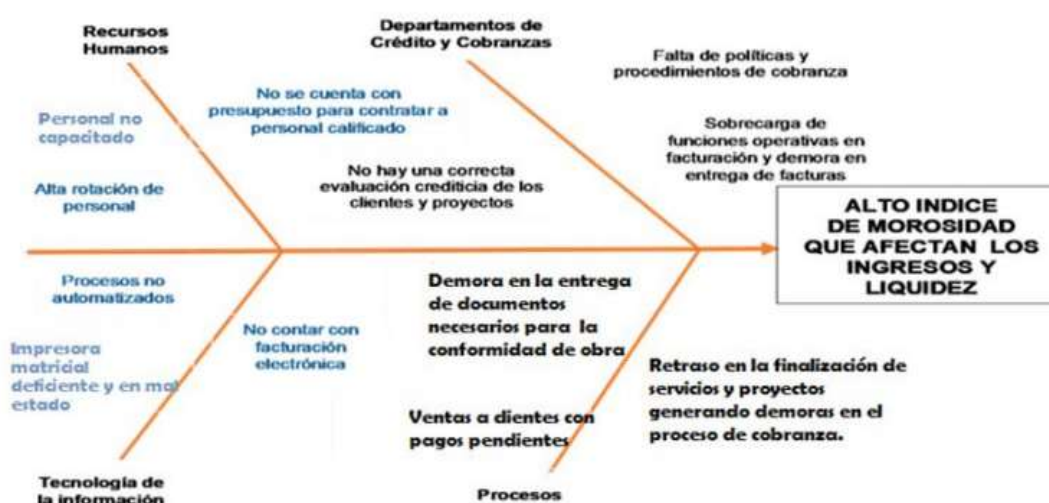 Recursos
Humanos
Departamentos de
Crédito y Cobranzas
Personal no
capacitado
Alta rotación de
personal
No se cuenta con
presupuesto para contratar a
personal calificado
No hay una correcta
evaluación crediticia de los
clientes y proyectos
Falta de políticas y
procedimientos de cobranza
Sobrecarga de
funciones operativas en
facturación y demora en
entrega de facturas
ALTO INDICE
DE MOROSIDAD
QUE AFECTAN LOS
INGRESOS Y
LIQUIDEZ
Procesos no
automatizados
Impresora
matricial
deficiente y en mal
estado
No contar con
facturación
electrónica
Demora en la entrega
de documentos
necesarios para la
conformidad de obra
Ventas a dientes con
pagos pendientes
Retraso en la finalización de
servicios y proyectos
generando demoras en el
proceso de cobranza.
Tecnología de
la información
Procesos